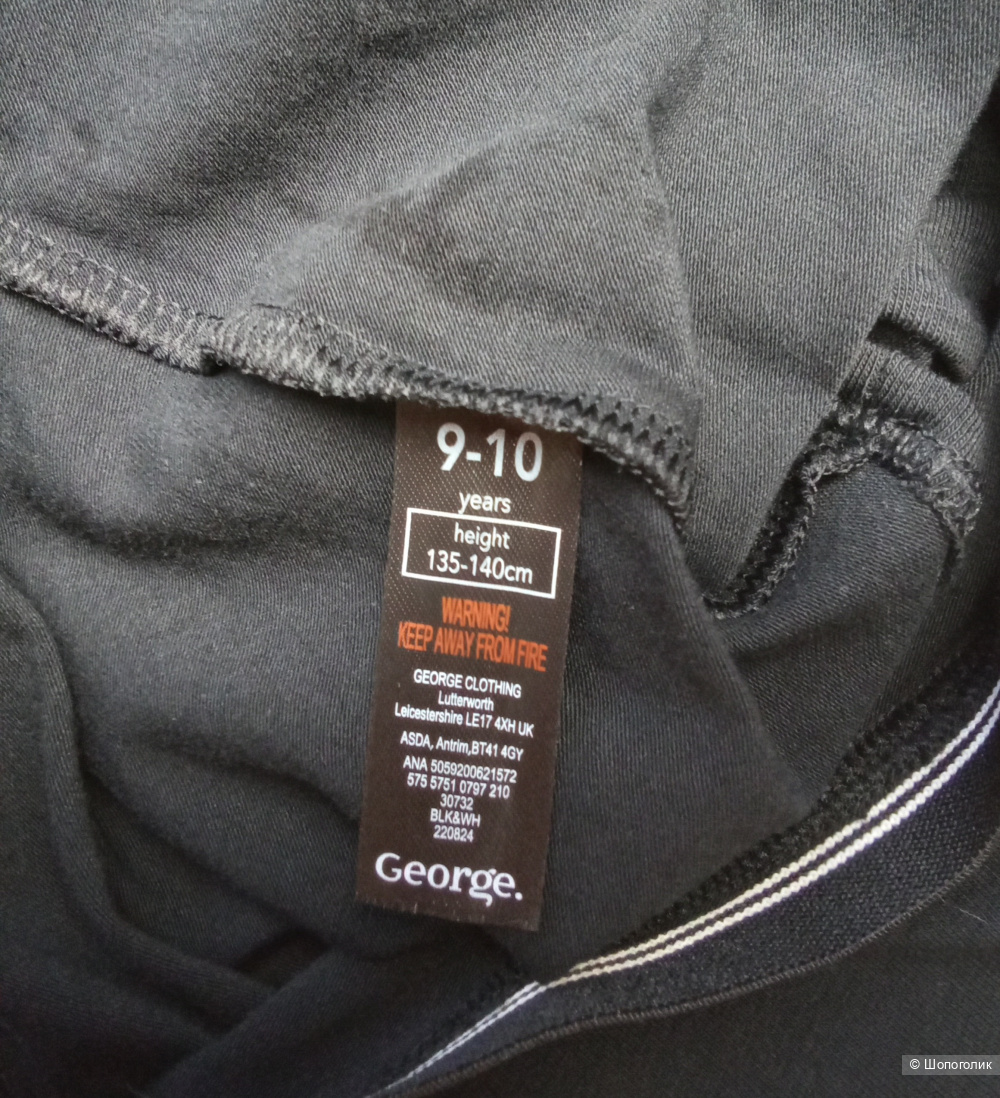 9-10
years
height
135-140cm
WARNING!
KEEP AWAY FROM FIRE
GEORGE CLOTHING
Lutterworth
Leicestershire LE17 4XH UK
ASDA, Antrim,BT41 4GY
ANA 5059200621572
575 5751 0797 210
30732
BLK&WH
220824
George.
© Шопоголик